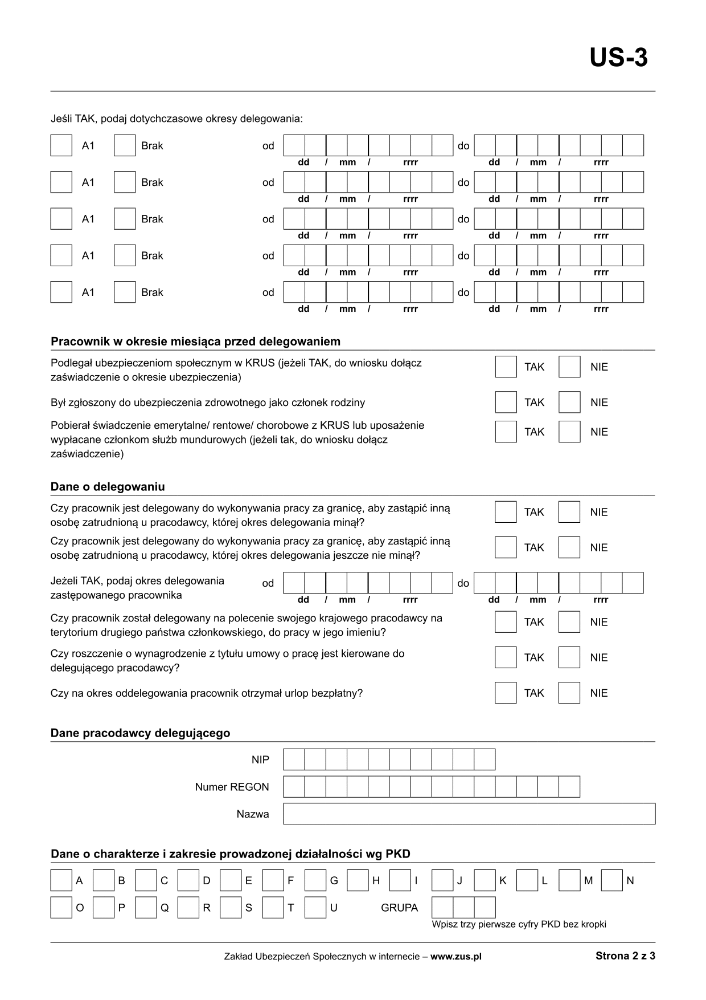 US-3
Jeśli TAK, podaj dotychczasowe okresy delegowania:
A1 Brak od do
dd / mm / rrrr dd / mm / rrrr
A1 Brak od do
dd / mm / rrrr dd / mm / rrrr
A1 Brak od do
dd / mm / rrrr dd / mm / rrrr
A1 Brak od do
dd / mm / rrrr dd / mm / rrrr
A1 Brak od do
dd / mm / rrrr dd / mm / rrrr
Pracownik w okresie miesiąca przed delegowaniem
Podlegał ubezpieczeniom społecznym w KRUS (jeżeli TAK, do wniosku dołącz
zaświadczenie o okresie ubezpieczenia)
TAK NIE
Był zgłoszony do ubezpieczenia zdrowotnego jako członek rodziny TAK NIE
Pobierał świadczenie emerytalne/ rentowe/ chorobowe z KRUS lub uposażenie
wypłacane członkom służb mundurowych (jeżeli tak, do wniosku dołącz
zaświadczenie)
TAK NIE
Dane o delegowaniu
Czy pracownik jest delegowany do wykonywania pracy za granicę, aby zastąpić inną
osobę zatrudnioną u pracodawcy, której okres delegowania minął?
TAK NIE
Czy pracownik jest delegowany do wykonywania pracy za granicę, aby zastąpić inną
osobę zatrudnioną u pracodawcy, której okres delegowania jeszcze nie minął?
TAK NIE
Jeżeli TAK, podaj okres delegowania
zastępowanego pracownika
od do
dd / mm / rrrr dd / mm / rrrr
Czy pracownik został delegowany na polecenie swojego krajowego pracodawcy na
terytorium drugiego państwa członkowskiego, do pracy w jego imieniu?
TAK NIE
Czy roszczenie o wynagrodzenie z tytułu umowy o pracę jest kierowane do
delegującego pracodawcy?
TAK NIE
Czy na okres oddelegowania pracownik otrzymał urlop bezpłatny? TAK NIE
Dane pracodawcy delegującego
NIP
Numer REGON
Nazwa
Dane o charakterze i zakresie prowadzonej działalności wg PKD
A B C D E F G H I J K L M N
O P Q R S T U GRUPA
Wpisz trzy pierwsze cyfry PKD bez kropki
Zakład Ubezpieczeń Społecznych w internecie – www.zus.pl Strona 2 z 3